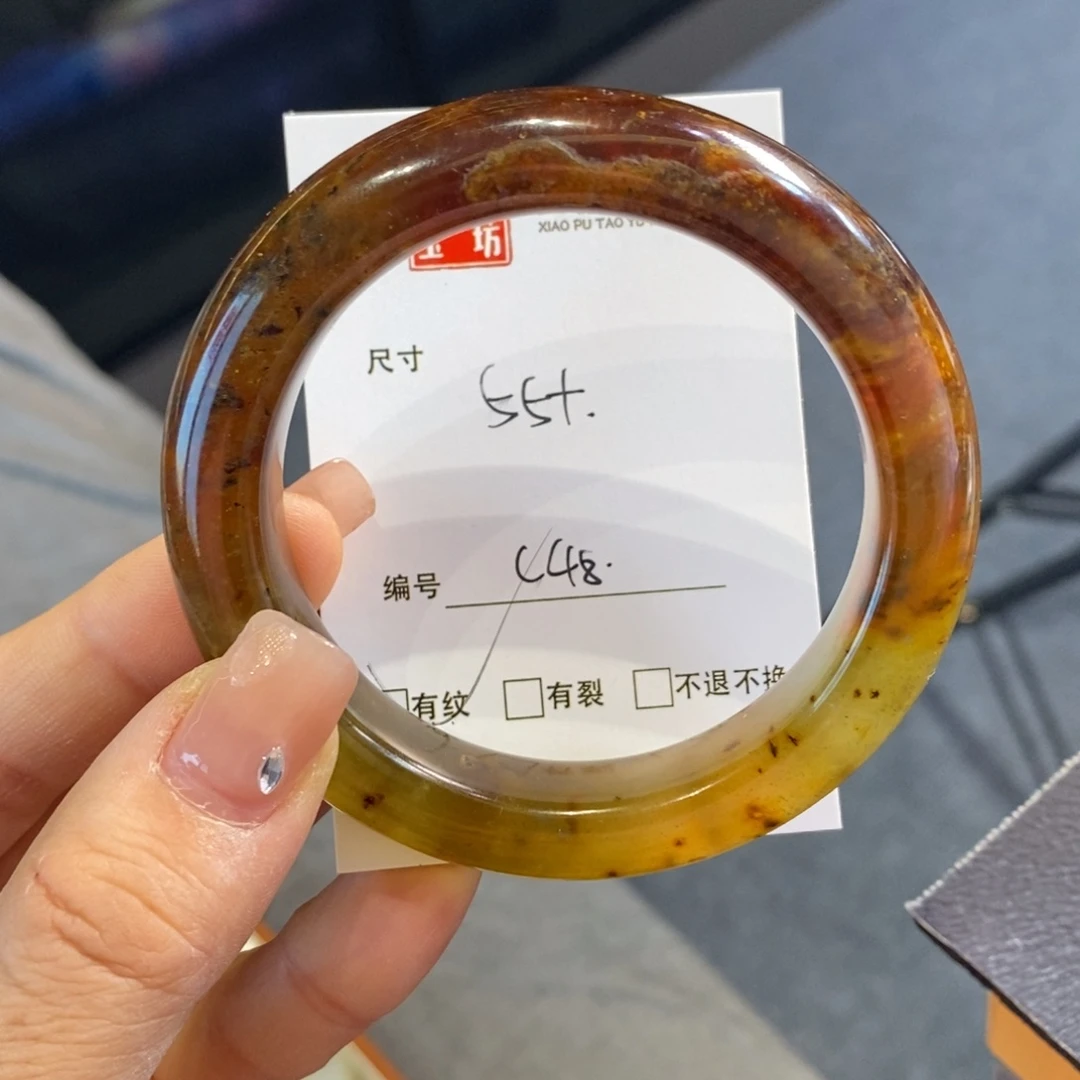 XIAO PU TAO YU
玉 坊
尺寸 55+.
编号 C48.
有纹 有裂 不退不换